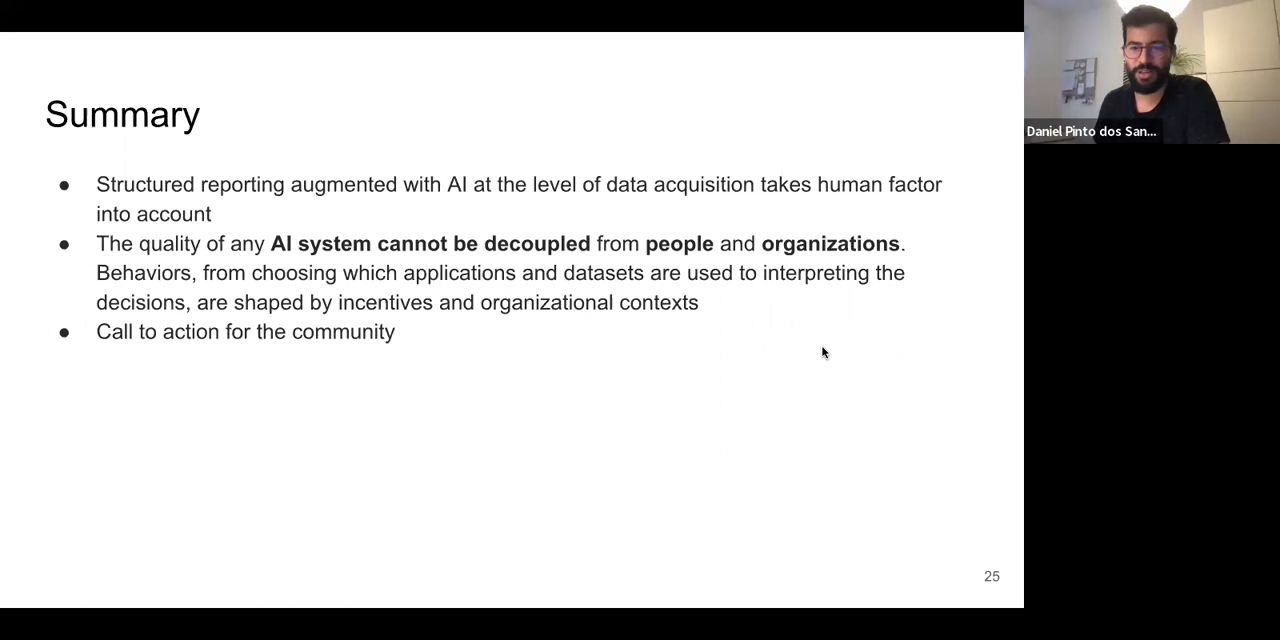 Summary
● Structured reporting augmented with AI at the level of data acquisition takes human factor
into account
● The quality of any AI system cannot be decoupled from people and organizations.
Behaviors, from choosing which applications and datasets are used to interpreting the
decisions, are shaped by incentives and organizational contexts
● Call to action for the community
25
Daniel Pinto dos San...